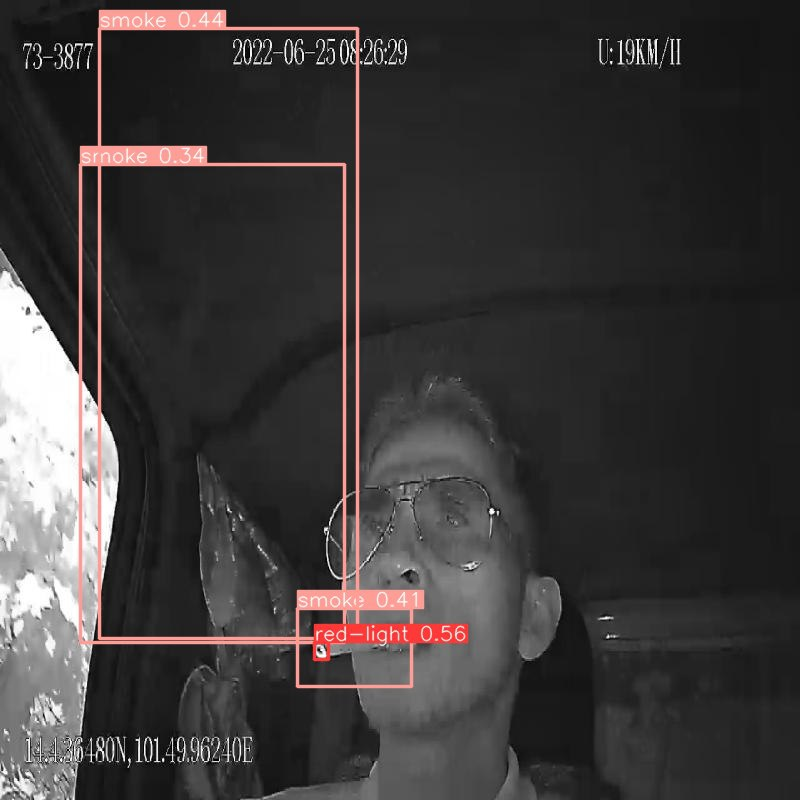 smoke 0.44
73-3877 2022-06-25 08:26:29 U:19KM/H
smoke 0.34
smoke 0.41
red-light 0.56
14.4.36480N,101.49.96240E